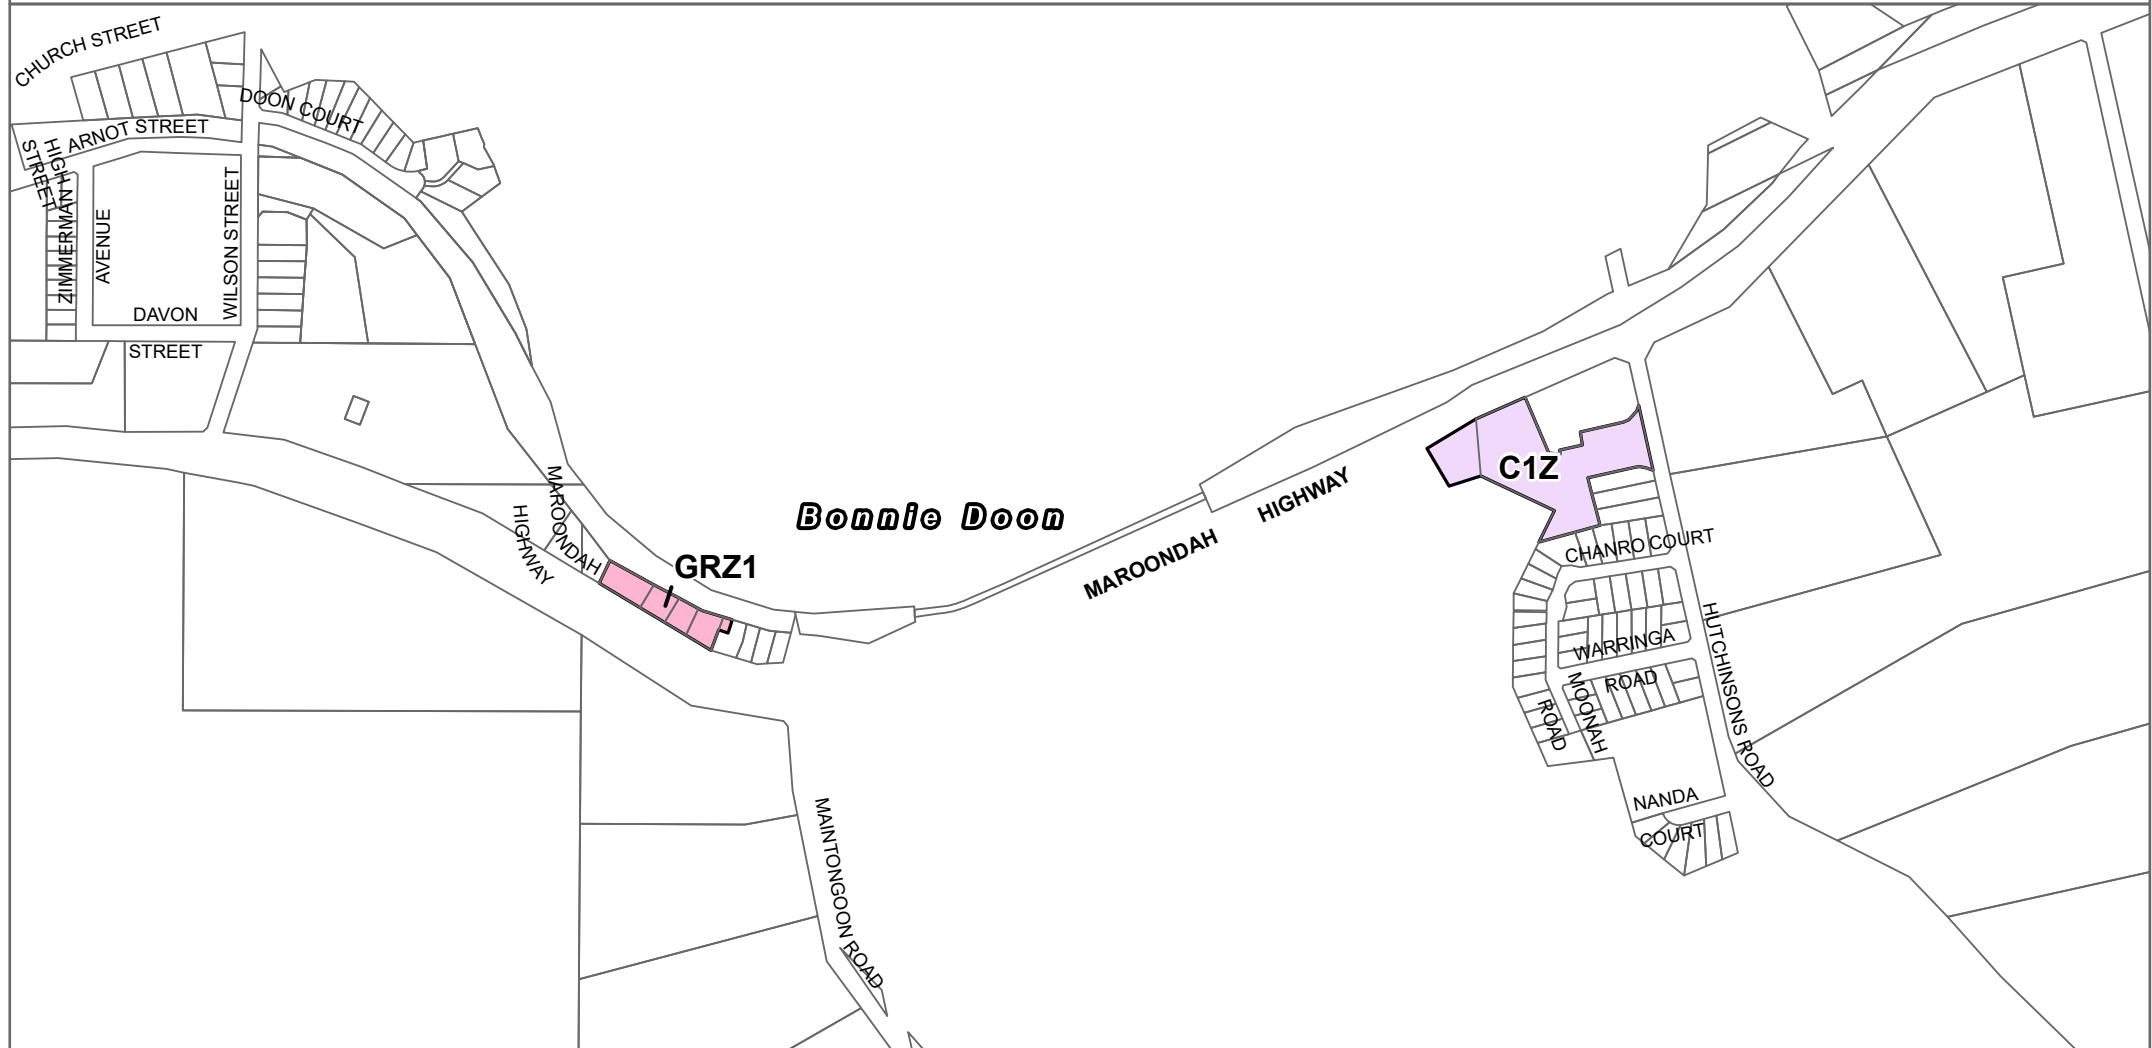 CHURCH STREET
DOON COURT
ARNOT STREET
HIGH
STREET
ZIMMERMAN
AVENUE
WILSON STREET
DAVON
STREET
MAROONDAH
HIGHWAY
GRZ1
Bonnie Doon
MAROONDAH
HIGHWAY
C1Z
CHANRO COURT
WARRINGA
ROAD
MOONAH
ROAD
HUTCHINSONS ROAD
NANDA
COURT
MAINTONGOON ROAD